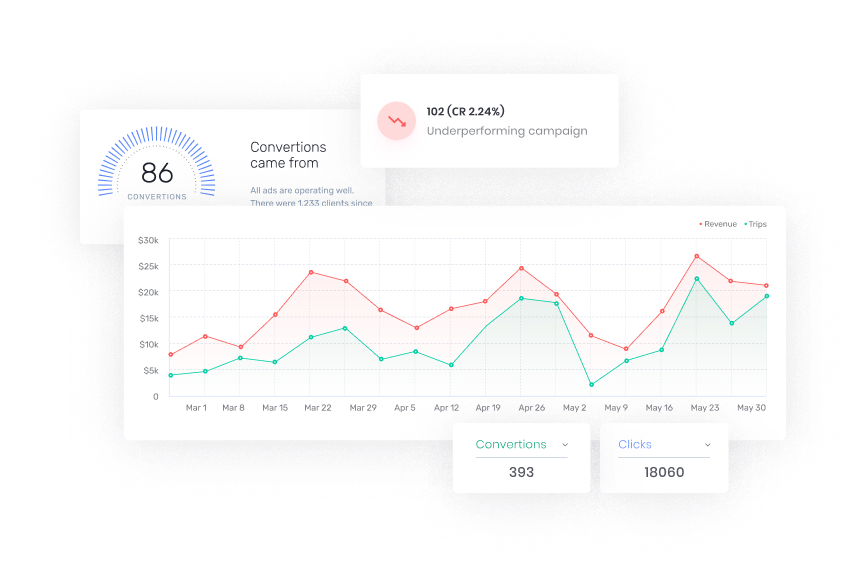 102 (CR 2.24%)
Underperforming campaign
86
CONVERTIONS
Convertions
came from
All ads are operating well.
There were 1,233 clients since
Revenue Trips
$30k
$25k
$20k
$15k
$10k
$5k
0
Mar 1 Mar 8 Mar 15 Mar 22 Mar 29 Apr 5 Apr 12 Apr 19 Apr 26 May 2 May 9 May 16 May 23 May 30
Convertions
393
Clicks
18060